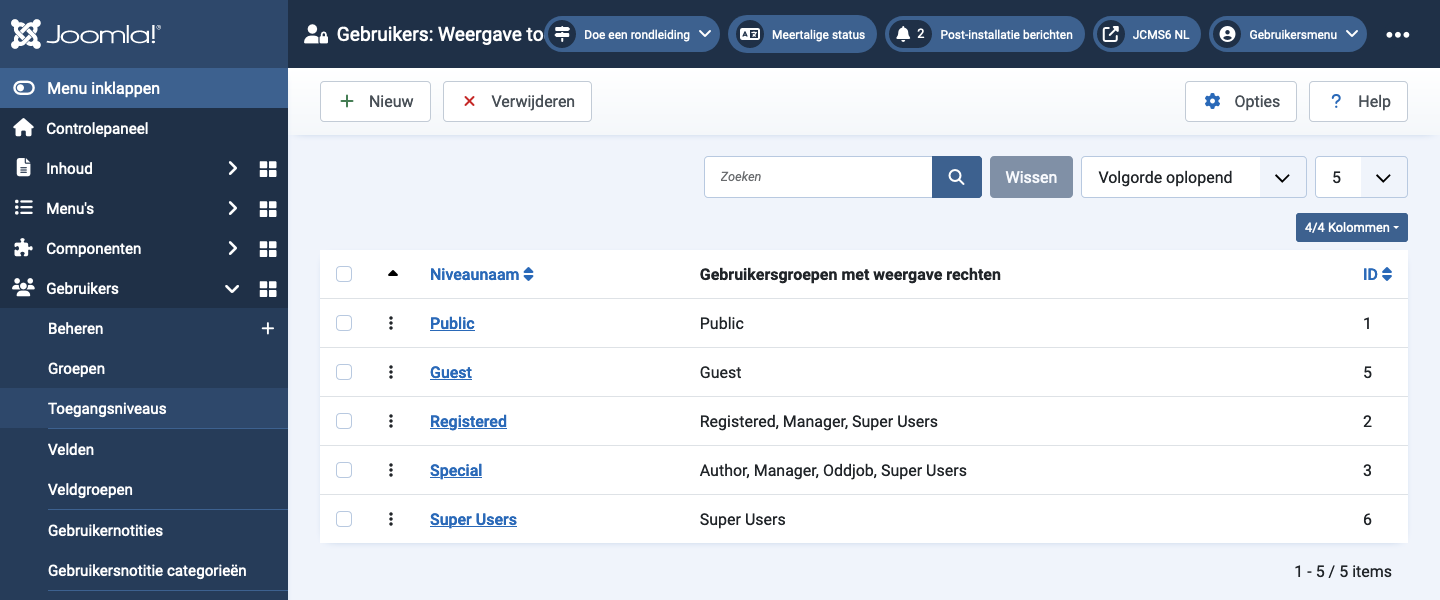 Joomla!®
Gebruikers: Weergave to
Doe een rondleiding
Meertalige status
2 Post-installatie berichten
JCMS6 NL
Gebruikersmenu
Menu inklappen
Controlepaneel
Inhoud
Menu's
Componenten
Gebruikers
Beheren
Groepen
Toegangsniveaus
Velden
Veldgroepen
Gebruikernotities
Gebruikersnotitie categorieën
Nieuw
Verwijderen
Opties
? Help
Zoeken
Wissen
Volgorde oplopend
5
4/4 Kolommen
Niveaunaam Gebruikersgroepen met weergave rechten ID
Public Public 1
Guest Guest 5
Registered Registered, Manager, Super Users 2
Special Author, Manager, Oddjob, Super Users 3
Super Users Super Users 6
1 - 5 / 5 items